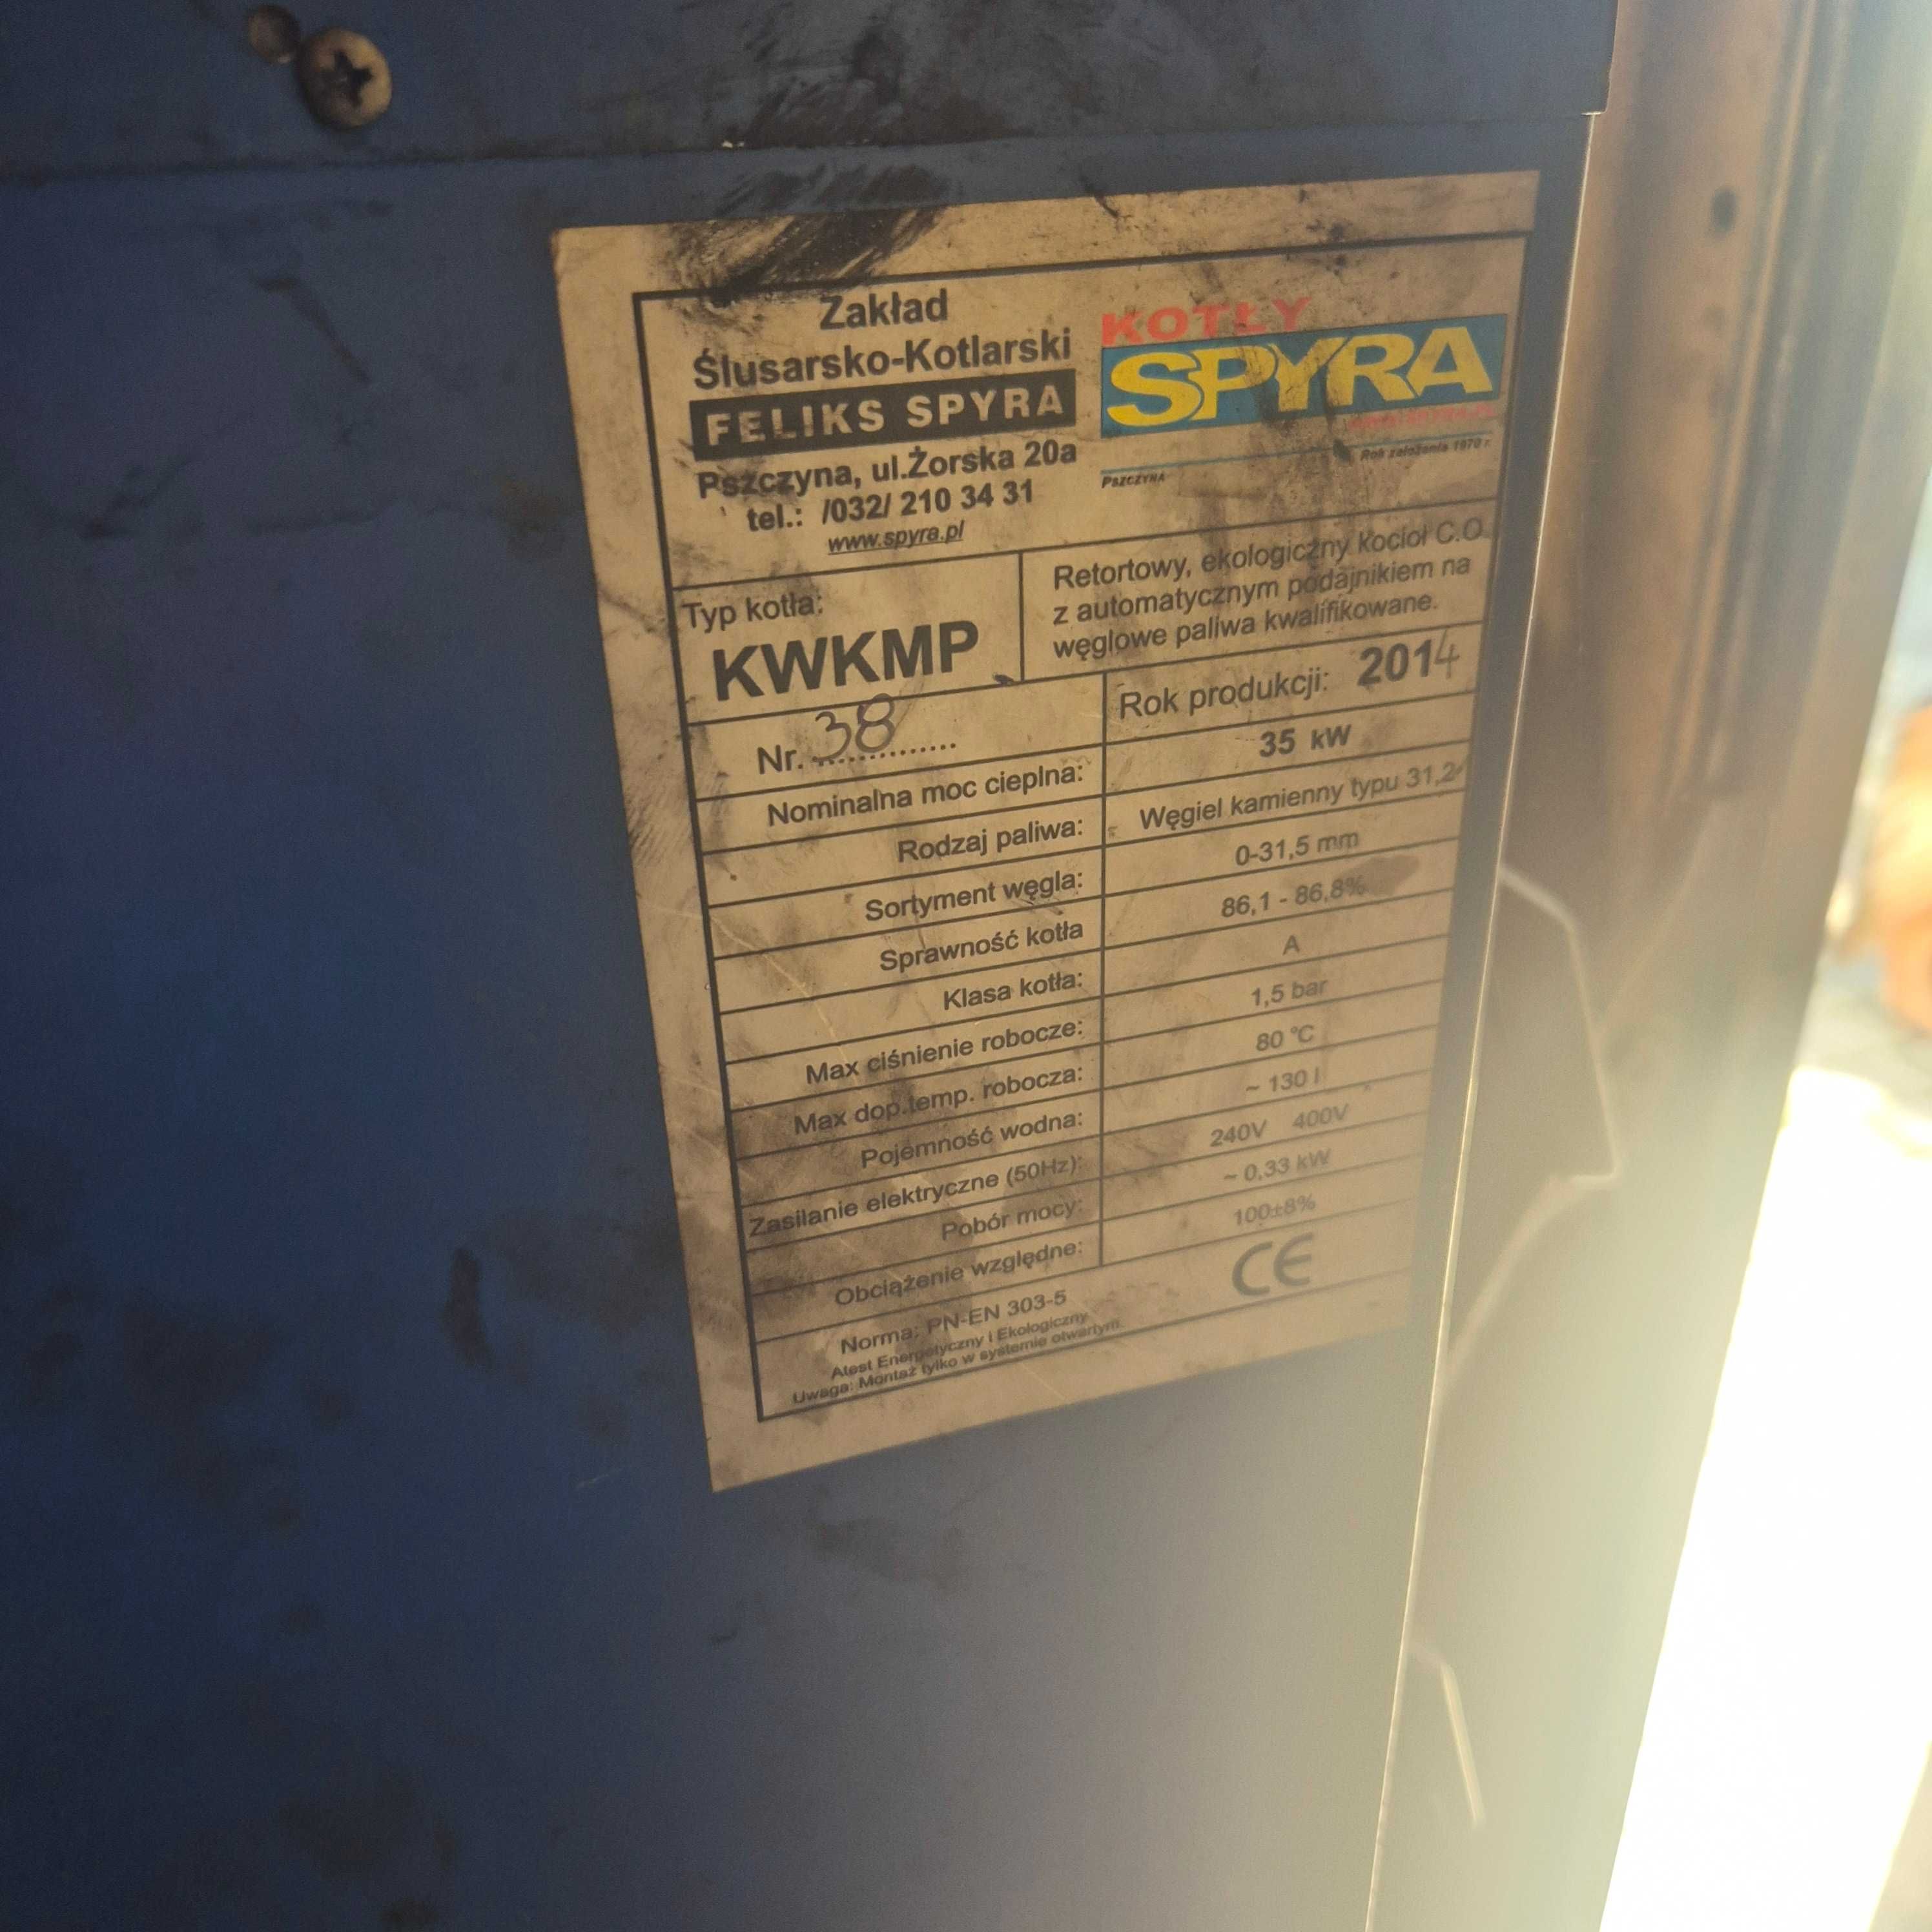 Zakład
Ślusarsko-Kotlarski
FELIKS SPYRA
Pszczyna, ul.Żorska 20a
tel.: /032/ 210 34 31
www.spyra.pl
KOTŁY
SPYRA
Rok założenia 1970 r.
PSZCZYNA
Typ kotła:
KWKMP
Retortowy, ekologiczny Kocioł C.O.
z automatycznym podajnikiem na
węglowe paliwa kwalifikowane.
Nr. 38
Rok produkcji: 2014
Nominalna moc cieplna: 35 kW
Rodzaj paliwa: Węgiel kamienny typu 31,2
Sortyment węgla: 0-31,5 mm
Sprawność kotła 86,1 - 86,8%
Klasa kotła: A
Max ciśnienie robocze: 1,5 bar
Max dop.temp. robocza: 80 °C
Pojemność wodna: ~ 130 l
Zasilanie elektryczne (50Hz): 240V 400V
Pobór mocy: ~ 0,33 kW
Obciążenie względne: 100±8%
Norma: PN-EN 303-5
Atest Energetyczny i Ekologiczny
Uwaga: Montaż tylko w systemie otwartym.
CE